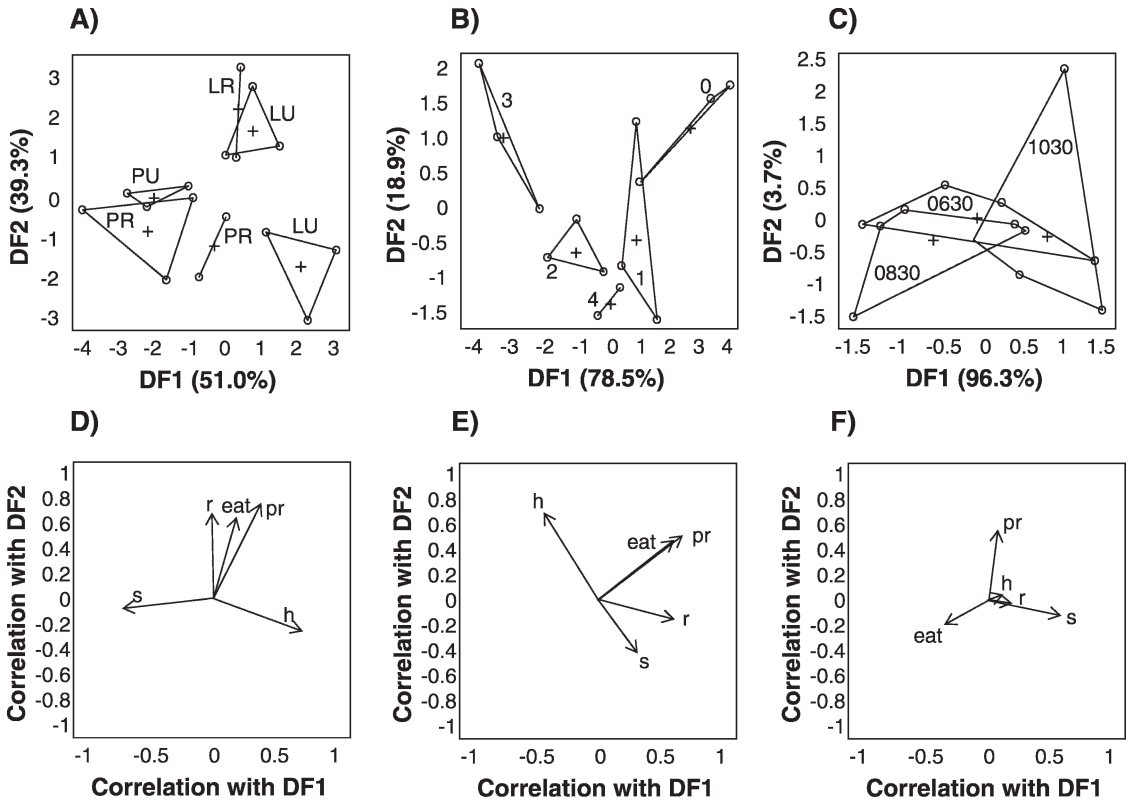 A)
B)
C)
DF2 (39.3%)
3
2
1
0
-1
-2
-3
LR
LU
PU
PR
PR
LU
-4 -3 -2 -1 0 1 2 3
DF1 (51.0%)
DF2 (18.9%)
2
1.5
1.0
0.5
0
-0.5
-1
-1.5
3
0
2
4
1
-4 -3 -2 -1 0 1 2 3 4
DF1 (78.5%)
DF2 (3.7%)
2.5
2
1.5
1
0.5
0
-0.5
-1
-1.5
1030
0630
0830
-1.5 -1 -0.5 0 0.5 1 1.5
DF1 (96.3%)
D)
E)
F)
Correlation with DF2
1
0.8
0.6
0.4
0.2
0
-0.2
-0.4
-0.6
-0.8
-1
r eat pr
s
h
-1 -0.5 0 0.5 1
Correlation with DF1
Correlation with DF2
1
0.8
0.6
0.4
0.2
0
-0.2
-0.4
-0.6
-0.8
-1
h
eat pr
r
s
-1 -0.5 0 0.5 1
Correlation with DF1
Correlation with DF2
1
0.8
0.6
0.4
0.2
0
-0.2
-0.4
-0.6
-0.8
-1
pr
h
r
s
eat
-1 -0.5 0 0.5 1
Correlation with DF1